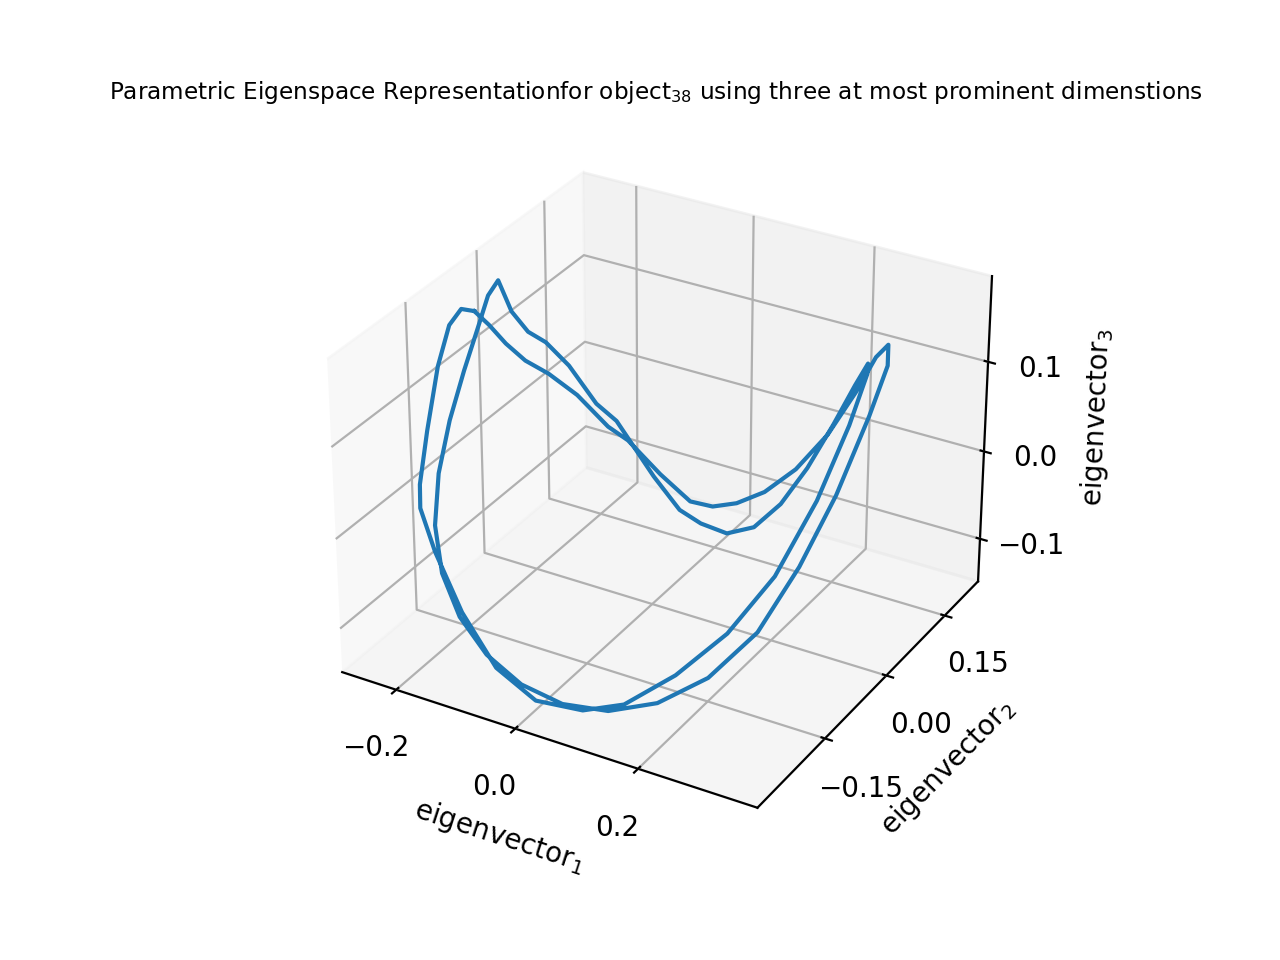 Parametric Eigenspace Representationfor object₃₈ using three at most prominent dimenstions
0.1
0.0
−0.1
eigenvector₃
0.15
0.00
−0.15
eigenvector₂
−0.2
0.0
0.2
eigenvector₁